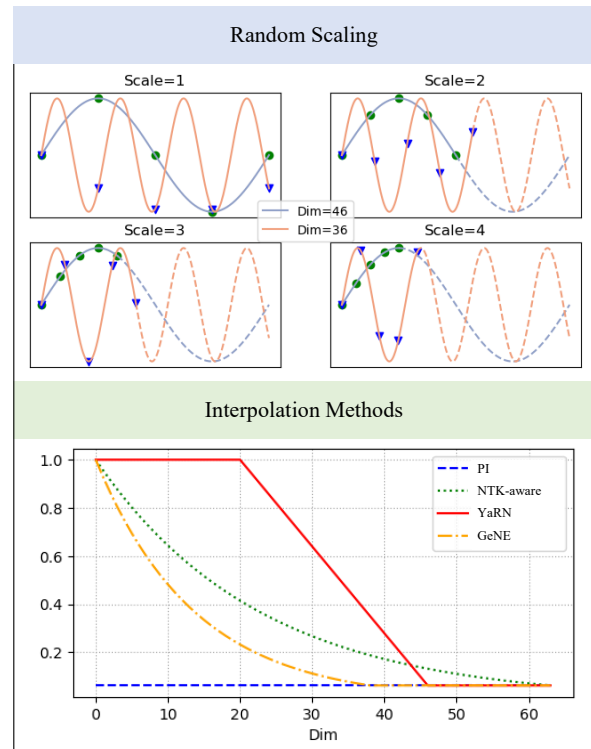 Random Scaling
Scale=1
Scale=2
Dim=46
Dim=36
Scale=3
Scale=4
Interpolation Methods
1.0
0.8
0.6
0.4
0.2
PI
NTK-aware
YaRN
GeNE
0 10 20 30 40 50 60
Dim